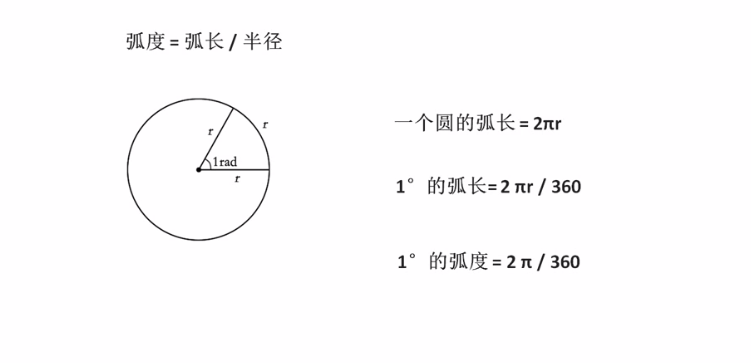 弧度 = 弧长 / 半径
r
r
1rad
r
一个圆的弧长 = 2πr
1° 的弧长= 2 πr / 360
1° 的弧度 = 2 π / 360